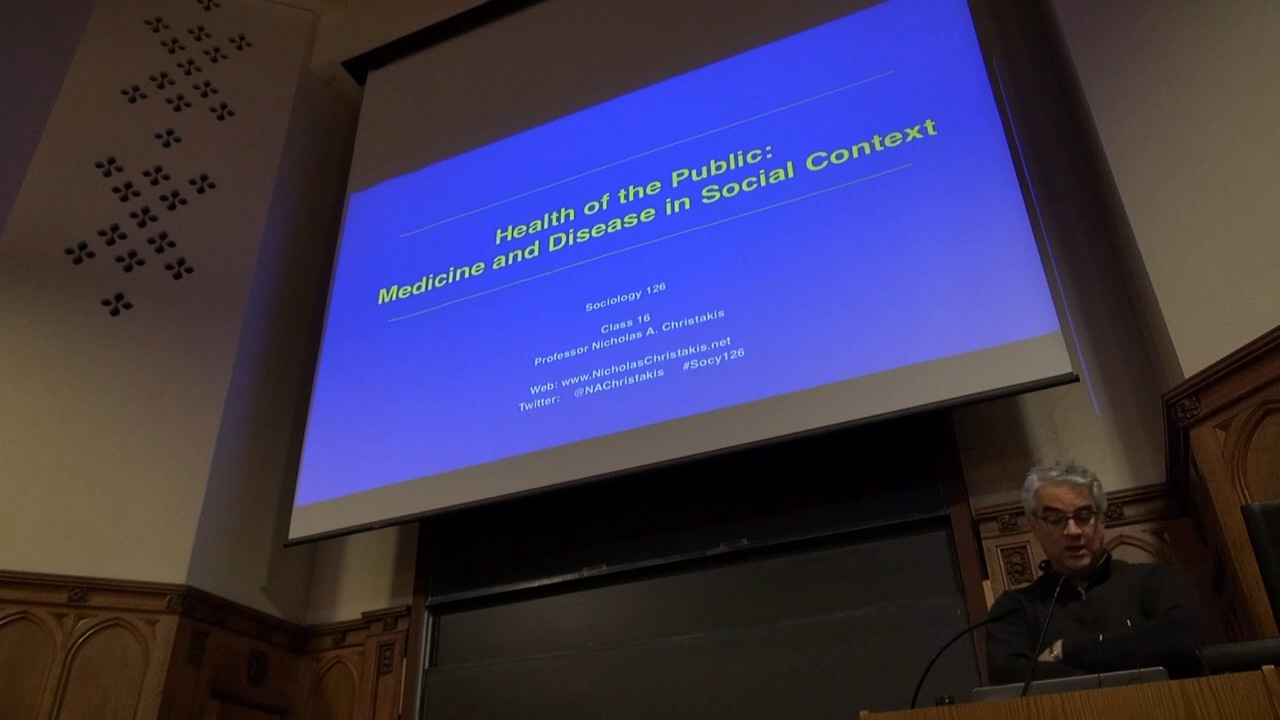 Health of the Public:
Medicine and Disease in Social Context
Sociology 126
Class 16
Professor Nicholas A. Christakis
Web: www.NicholasChristakis.net
Twitter: @NAChristakis #Socy126